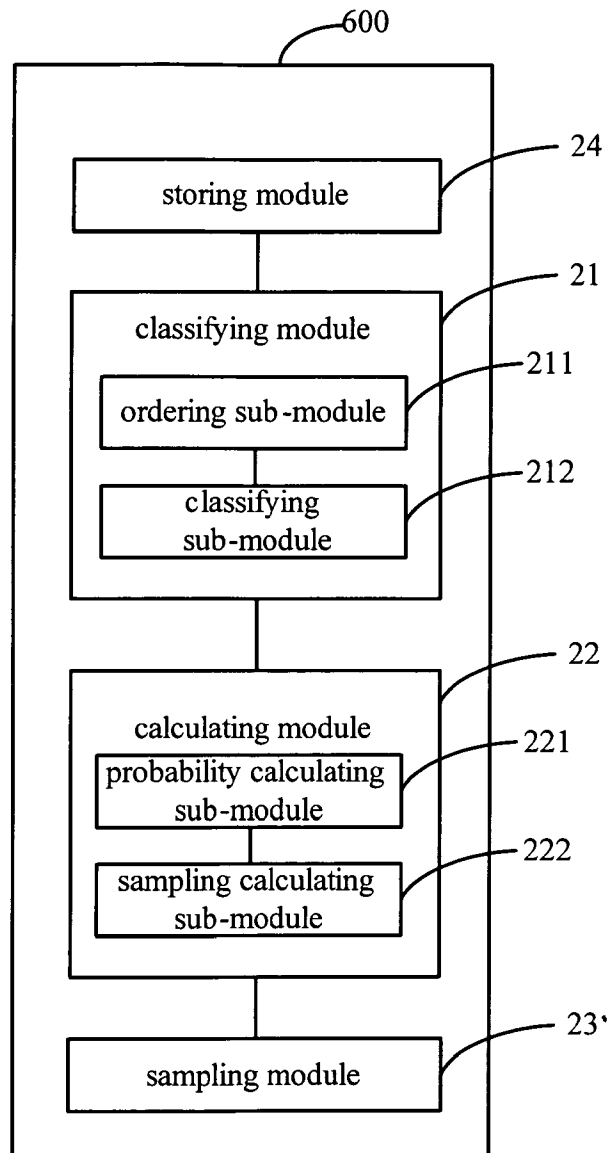 600
24
storing module
21
classifying module
211
ordering sub-module
212
classifying
sub-module
22
calculating module
221
probability calculating
sub-module
222
sampling calculating
sub-module
23'
sampling module